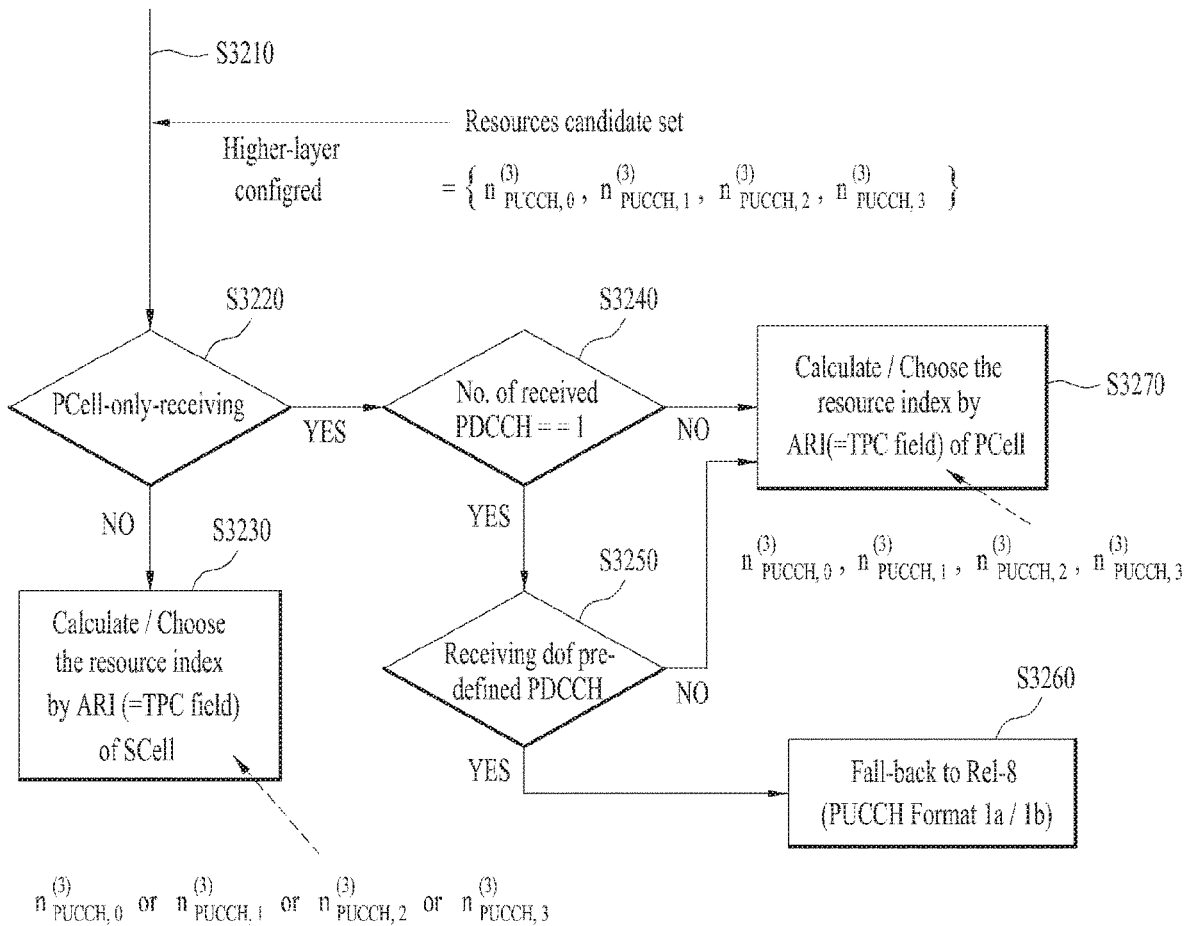 S3210
Resources candidate set
Higher-layer
configred
= { n^{(3)}_{PUCCH, 0} , n^{(3)}_{PUCCH, 1} , n^{(3)}_{PUCCH, 2} , n^{(3)}_{PUCCH, 3} }
S3220
PCell-only-receiving
YES
NO
S3240
No. of received
PDCCH = = 1
NO
YES
Calculate / Choose the
resource index by
ARI(=TPC field) of PCell
S3270
n^{(3)}_{PUCCH, 0} , n^{(3)}_{PUCCH, 1} , n^{(3)}_{PUCCH, 2} , n^{(3)}_{PUCCH, 3}
S3230
Calculate / Choose
the resource index
by ARI (=TPC field)
of SCell
S3250
Receiving dof pre-
defined PDCCH
NO
YES
S3260
Fall-back to Rel-8
(PUCCH Format 1a / 1b)
n^{(3)}_{PUCCH, 0} or n^{(3)}_{PUCCH, 1} or n^{(3)}_{PUCCH, 2} or n^{(3)}_{PUCCH, 3}